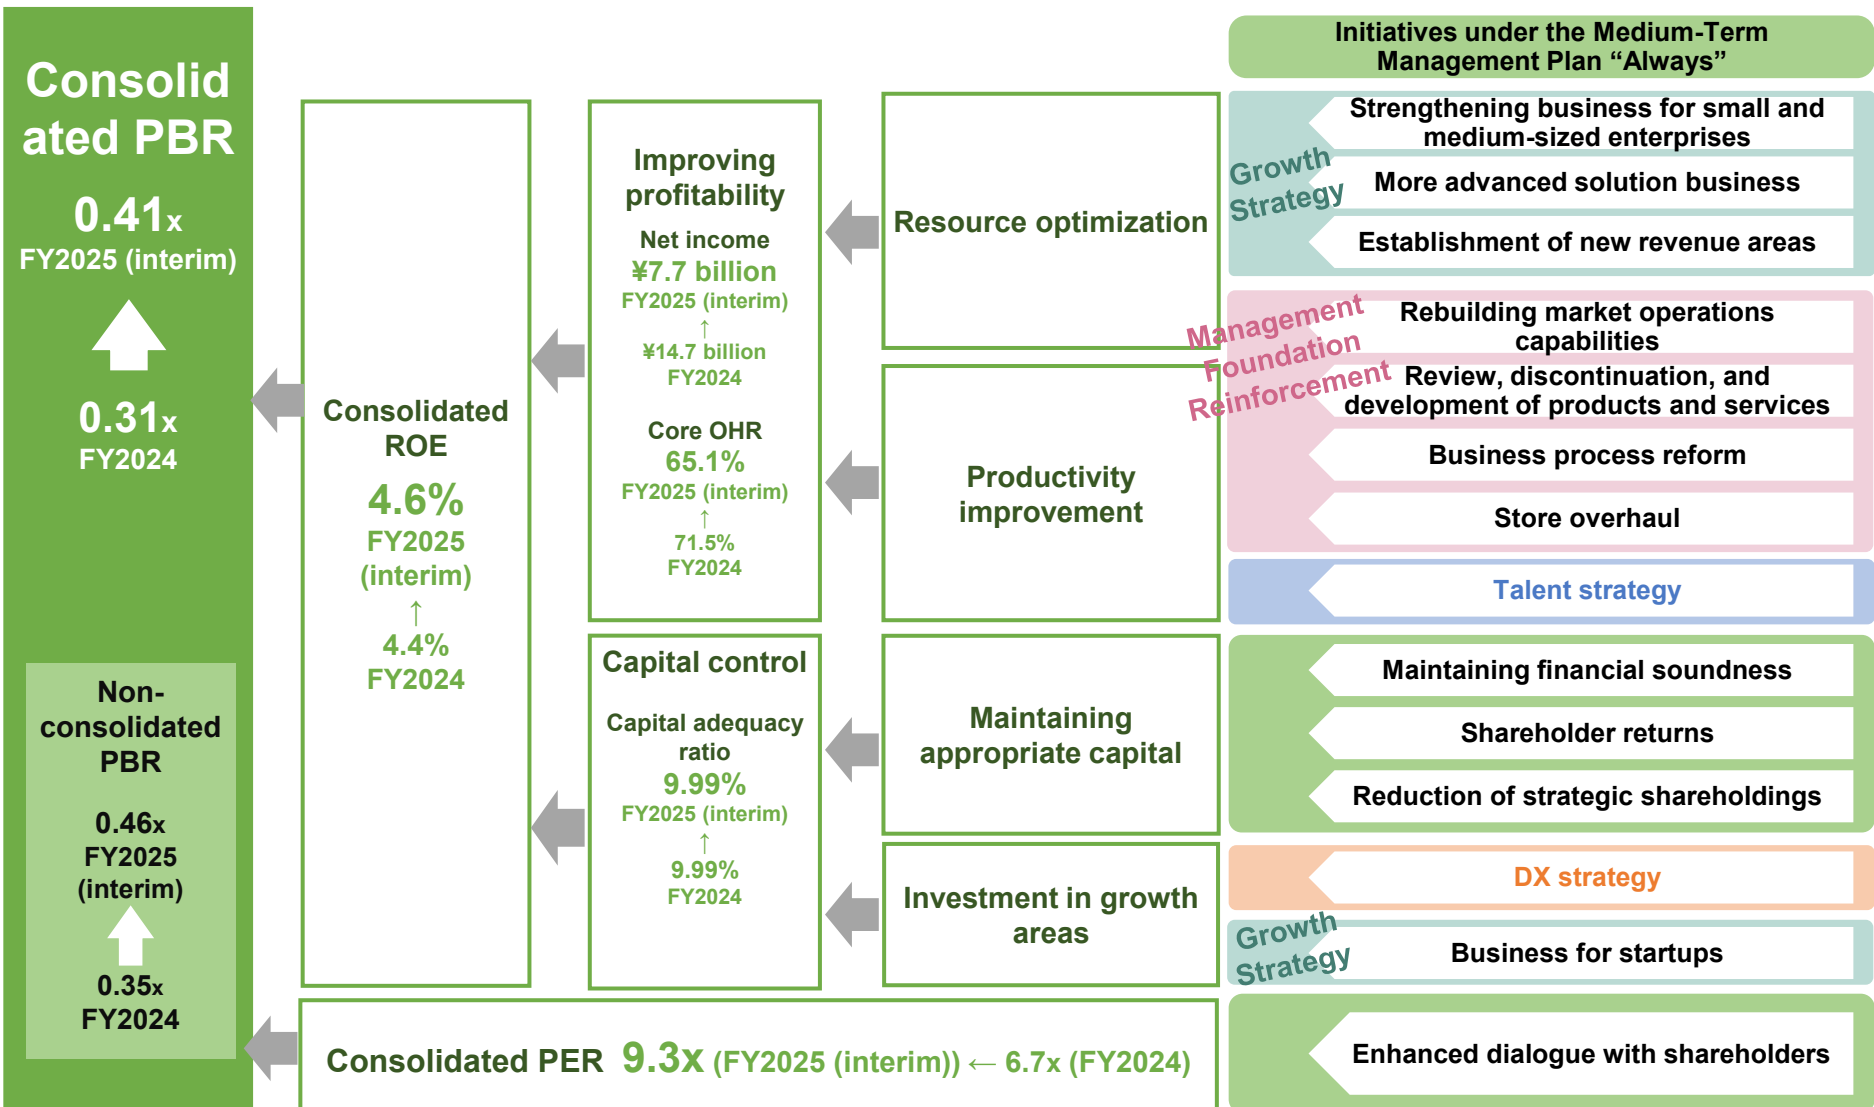 Consolid
ated PBR
0.41x
FY2025 (interim)
0.31x
FY2024
Non-
consolidated
PBR
0.46x
FY2025
(interim)
0.35x
FY2024
Consolidated
ROE
4.6%
FY2025
(interim)
↑
4.4%
FY2024
Improving
profitability
Net income
¥7.7 billion
FY2025 (interim)
↑
¥14.7 billion
FY2024
Core OHR
65.1%
FY2025 (interim)
↑
71.5%
FY2024
Capital control
Capital adequacy
ratio
9.99%
FY2025 (interim)
↑
9.99%
FY2024
Resource optimization
Productivity
improvement
Maintaining
appropriate capital
Investment in growth
areas
Consolidated PER 9.3x (FY2025 (interim)) ← 6.7x (FY2024)
Initiatives under the Medium-Term
Management Plan “Always”
Growth
Strategy
Strengthening business for small and
medium-sized enterprises
More advanced solution business
Establishment of new revenue areas
Management
Foundation
Reinforcement
Rebuilding market operations
capabilities
Review, discontinuation, and
development of products and services
Business process reform
Store overhaul
Talent strategy
Maintaining financial soundness
Shareholder returns
Reduction of strategic shareholdings
DX strategy
Growth
Strategy
Business for startups
Enhanced dialogue with shareholders